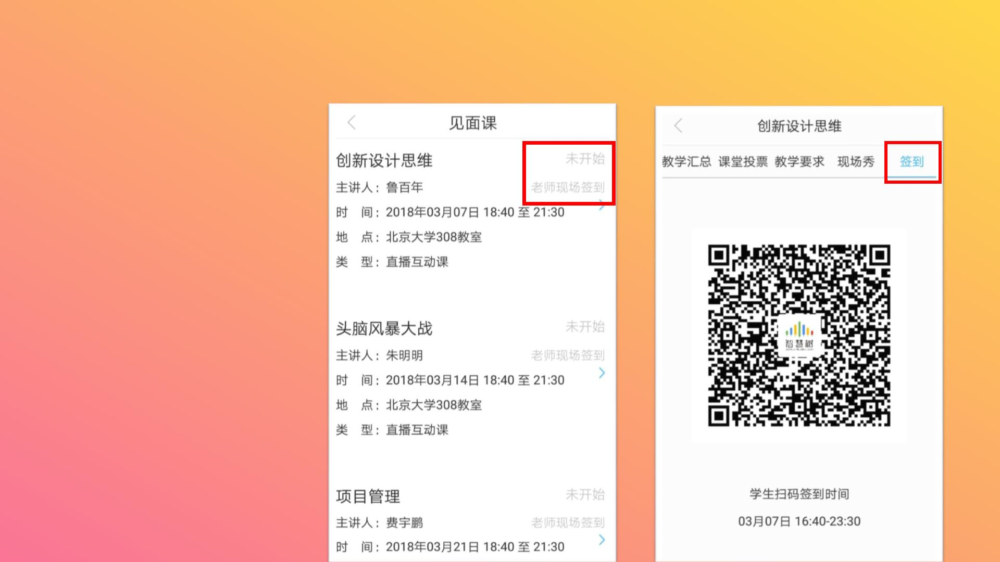 见面课
创新设计思维
未开始
主讲人：鲁百年
老师现场签到
时 间：2018年03月07日 18:40 至 21:30
地 点：北京大学308教室
类 型：直播互动课
头脑风暴大战
未开始
主讲人：朱明明
老师现场签到
时 间：2018年03月14日 18:40 至 21:30
地 点：北京大学308教室
类 型：直播互动课
项目管理
未开始
主讲人：费宇鹏
老师现场签到
时 间：2018年03月21日 18:40 至 21:30
创新设计思维
教学汇总 课堂投票 教学要求 现场秀 签到
智慧树
学生扫码签到时间
03月07日 16:40-23:30